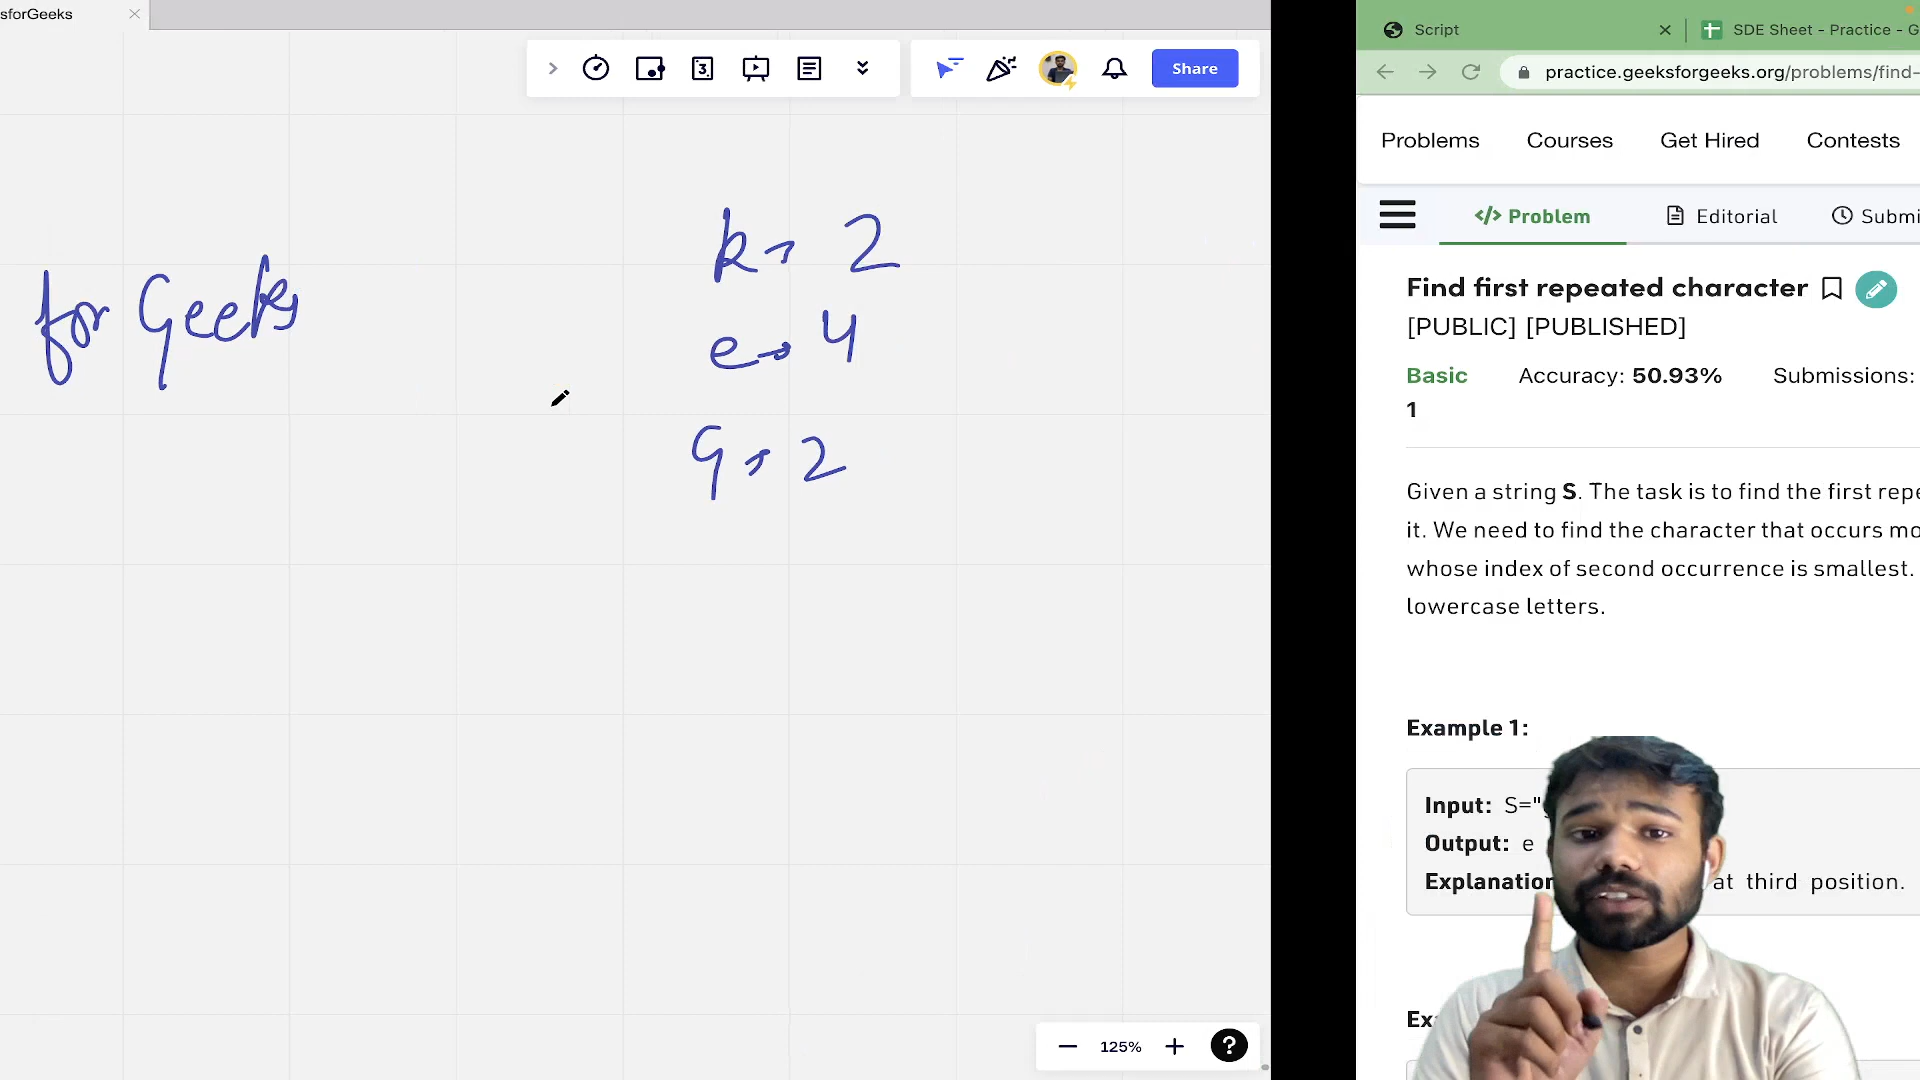 sforGeeks
3
Share
for Geeks
k→ 2
e→ 4
G→ 2
125%
?
Script
SDE Sheet - Practice - G
practice.geeksforgeeks.org/problems/find-
Problems Courses Get Hired Contests
</> Problem Editorial Submi
Find first repeated character
[PUBLIC] [PUBLISHED]
Basic Accuracy: 50.93% Submissions:
1
Given a string S. The task is to find the first repe
it. We need to find the character that occurs mo
whose index of second occurrence is smallest.
lowercase letters.
Example 1:
Input: S="
Output: e
Explanation at third position.
Ex